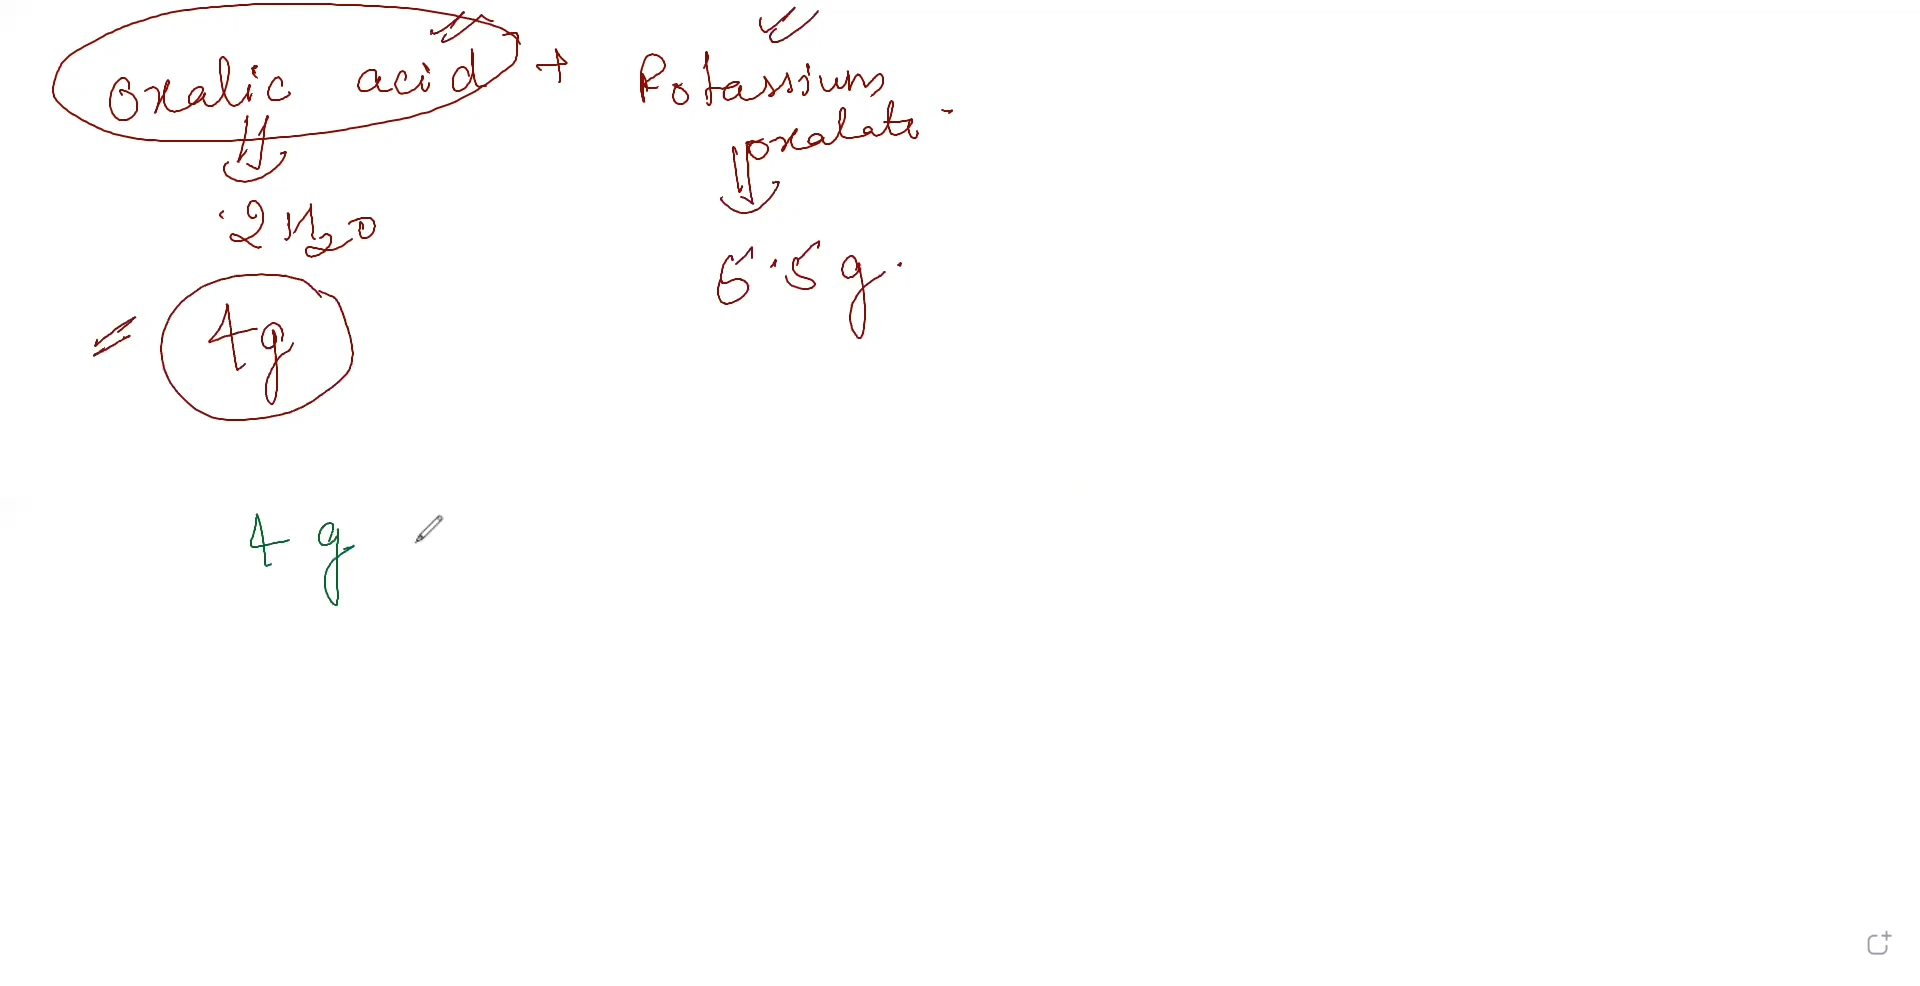 Oxalic acid + Potassium
oxalate
·2H₂O
5.5 g.
= 4g
4 g